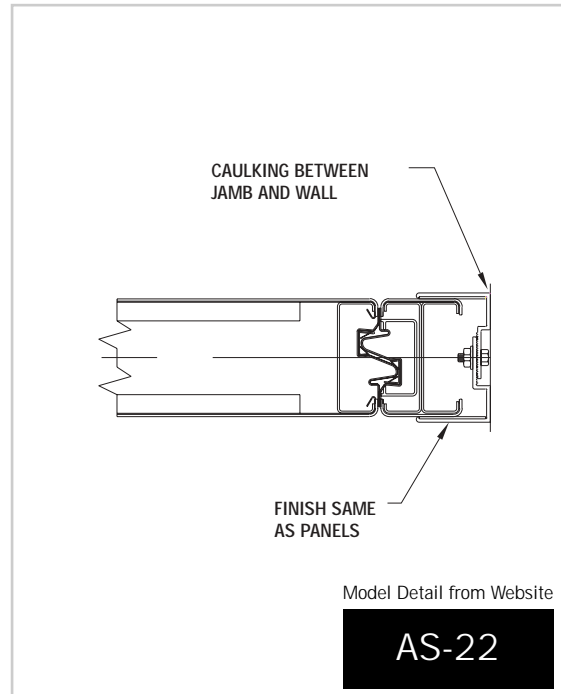 CAULKING BETWEEN
JAMB AND WALL
FINISH SAME
AS PANELS
Model Detail from Website
AS-22